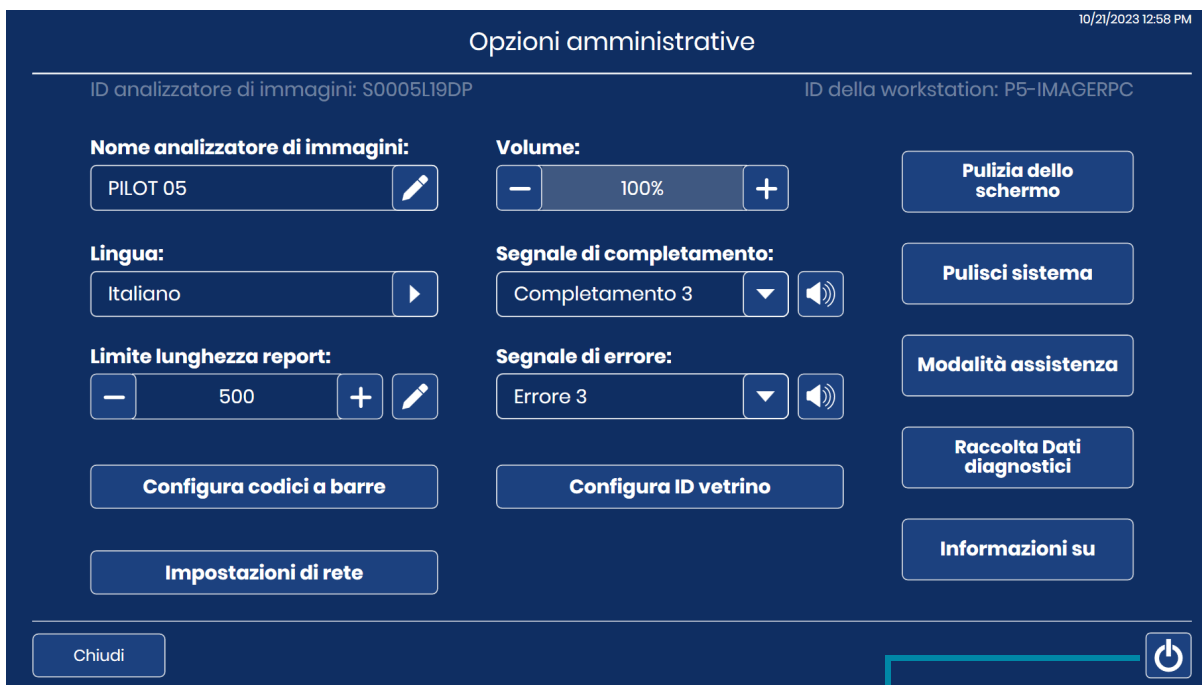 10/21/2023 12:58 PM
Opzioni amministrative
ID analizzatore di immagini: S0005L19DP
ID della workstation: P5-IMAGERPC
Nome analizzatore di immagini:
PILOT 05
Volume:
100%
Pulizia dello
schermo
Lingua:
Italiano
Segnale di completamento:
Completamento 3
Pulisci sistema
Limite lunghezza report:
500
Segnale di errore:
Errore 3
Modalità assistenza
Raccolta Dati
diagnostici
Configura codici a barre
Configura ID vetrino
Informazioni su
Impostazioni di rete
Chiudi